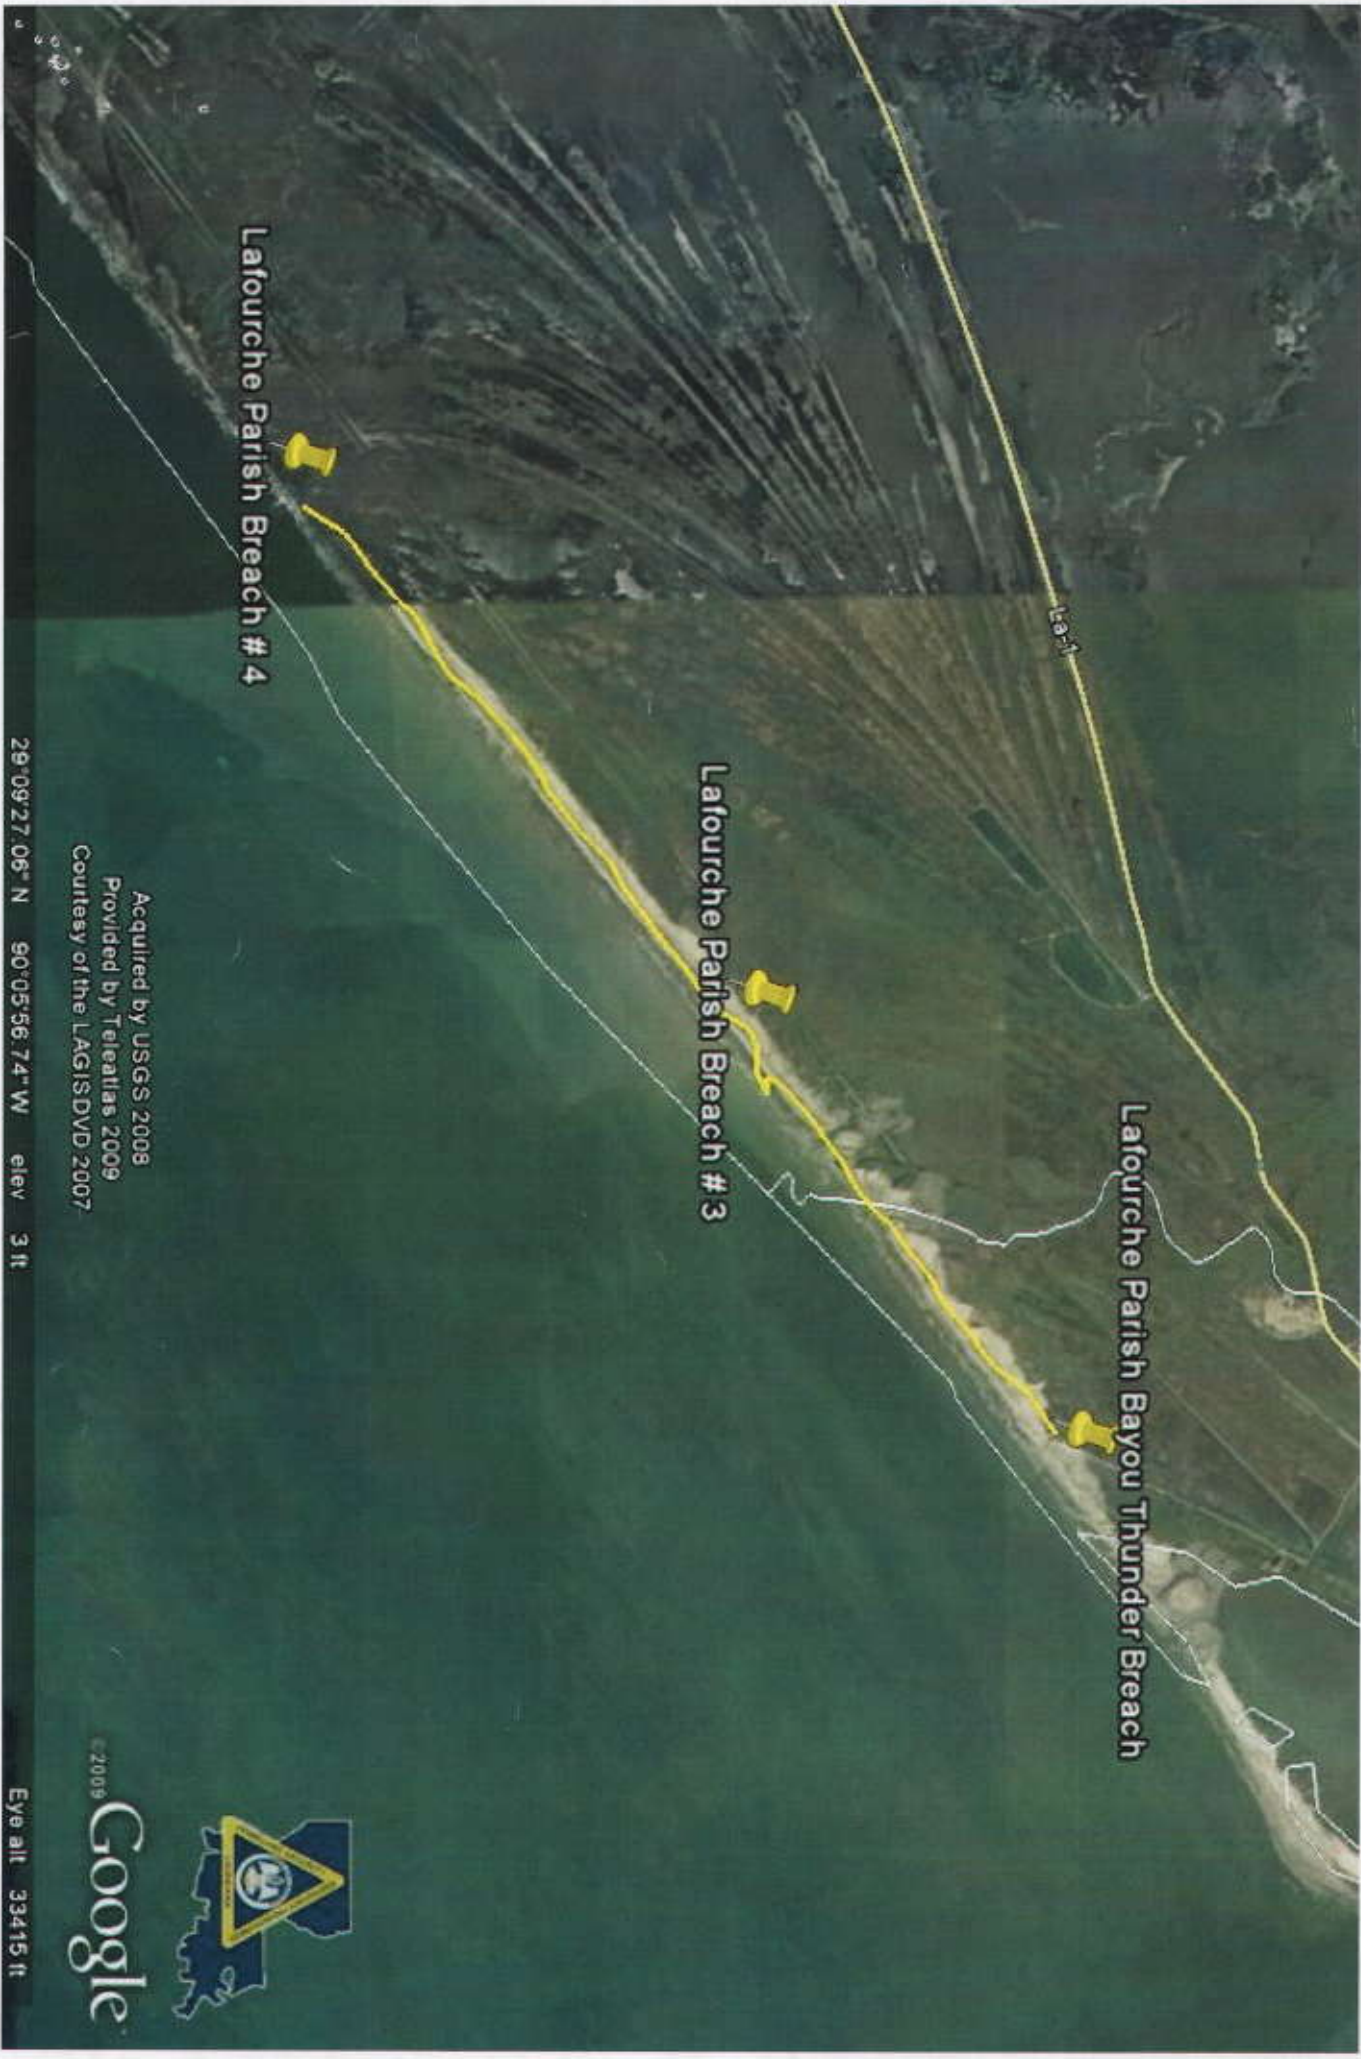 La-1
Lafourche Parish Bayou Thunder Breach
Lafourche Parish Breach #3
Lafourche Parish Breach # 4
Acquired by USGS 2008
Provided by Teleatlas 2009
Courtesy of the LAGISDVD 2007
©2009 Google
29°09'27.06" N 90°05'56.74" W elev 3 ft Eye alt 33415 ft